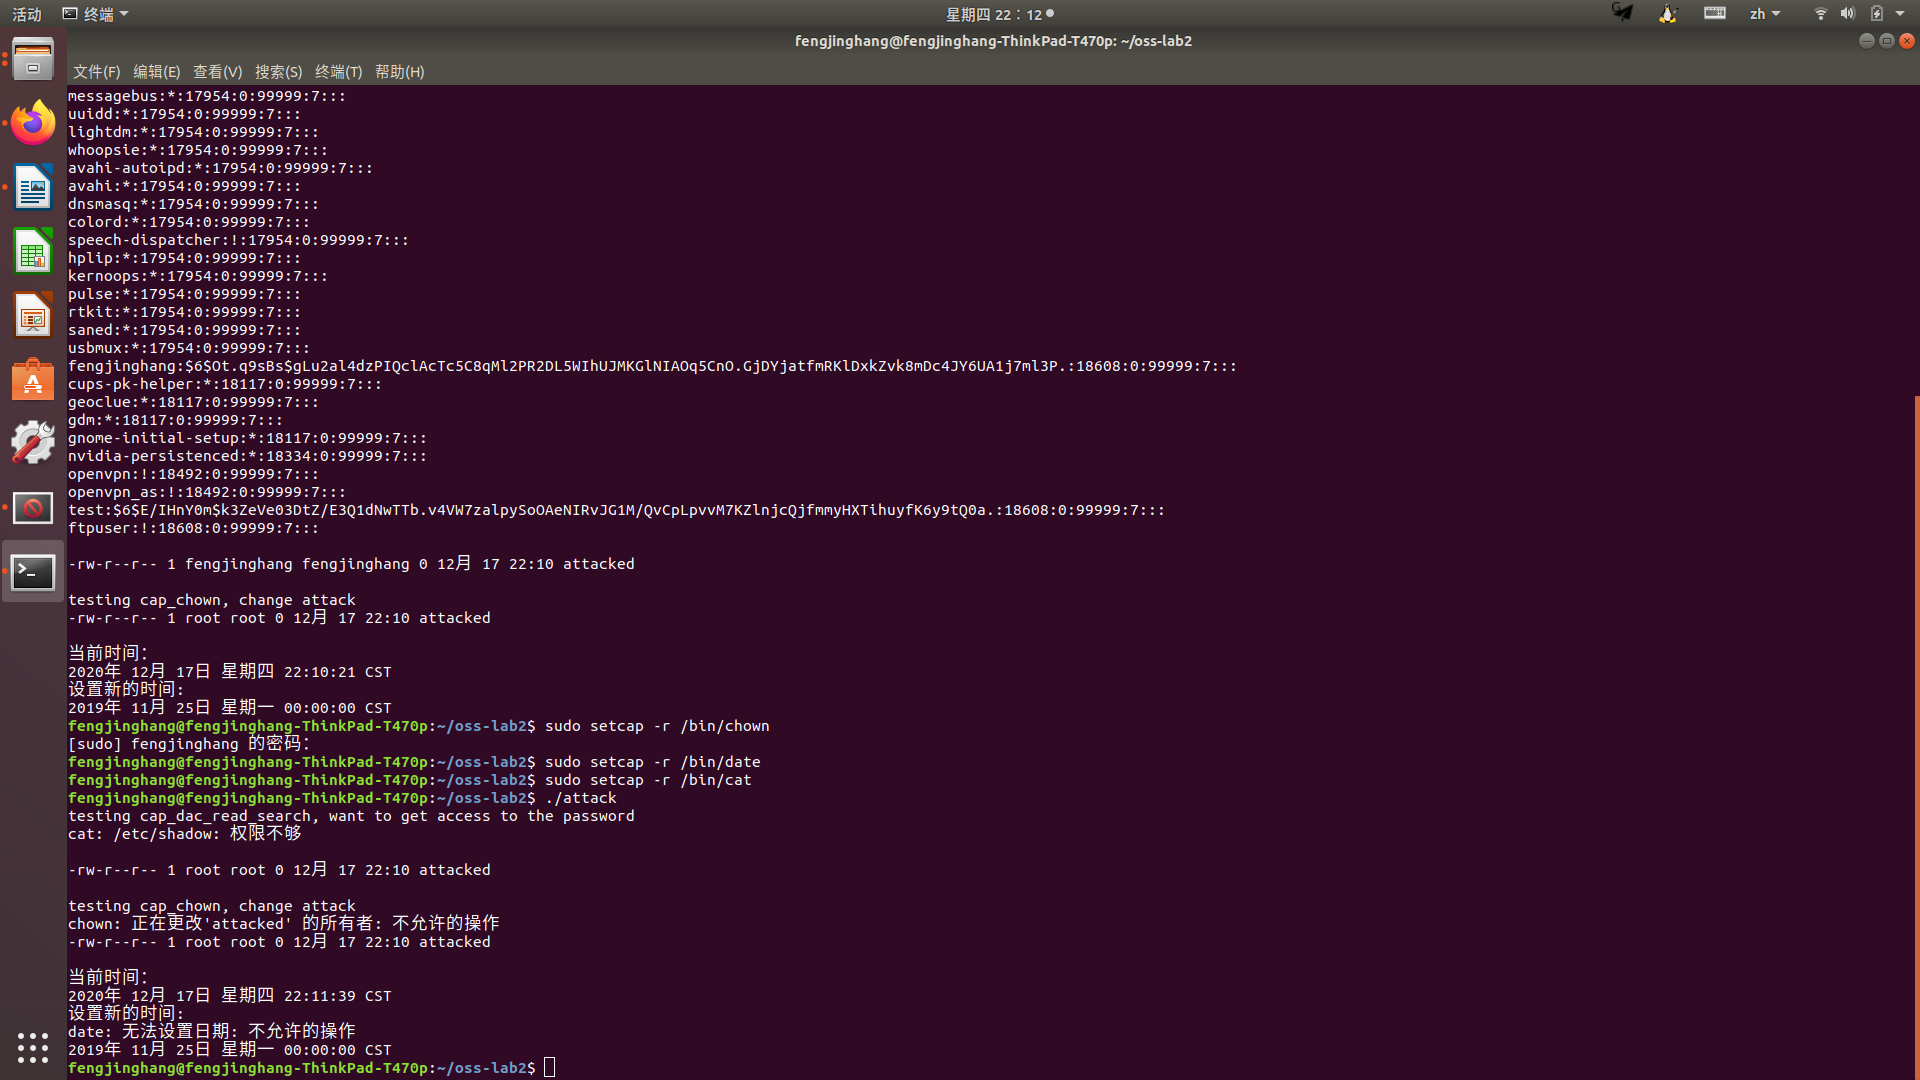 活动 终端 星期四 22：12 zh
fengjinghang@fengjinghang-ThinkPad-T470p: ~/oss-lab2
文件(F) 编辑(E) 查看(V) 搜索(S) 终端(T) 帮助(H)
messagebus:*:17954:0:99999:7:::
uuidd:*:17954:0:99999:7:::
lightdm:*:17954:0:99999:7:::
whoopsie:*:17954:0:99999:7:::
avahi-autoipd:*:17954:0:99999:7:::
avahi:*:17954:0:99999:7:::
dnsmasq:*:17954:0:99999:7:::
colord:*:17954:0:99999:7:::
speech-dispatcher:!:17954:0:99999:7:::
hplip:*:17954:0:99999:7:::
kernoops:*:17954:0:99999:7:::
pulse:*:17954:0:99999:7:::
rtkit:*:17954:0:99999:7:::
saned:*:17954:0:99999:7:::
usbmux:*:17954:0:99999:7:::
fengjinghang:$6$Ot.q9sBs$gLu2al4dzPIQclAcTc5C8qMl2PR2DL5WIhUJMKGlNIAOq5CnO.GjDYjatfmRKlDxkZvk8mDc4JY6UA1j7ml3P.:18608:0:99999:7:::
cups-pk-helper:*:18117:0:99999:7:::
geoclue:*:18117:0:99999:7:::
gdm:*:18117:0:99999:7:::
gnome-initial-setup:*:18117:0:99999:7:::
nvidia-persistenced:*:18334:0:99999:7:::
openvpn:!:18492:0:99999:7:::
openvpn_as:!:18492:0:99999:7:::
test:$6$E/IHnY0m$k3ZeVe03DtZ/E3Q1dNwTTb.v4VW7zalpySoOAeNIRvJG1M/QvCpLpvvM7KZlnjcQjfmmyHXTihuyfK6y9tQ0a.:18608:0:99999:7:::
ftpuser:!:18608:0:99999:7:::
-rw-r--r-- 1 fengjinghang fengjinghang 0 12月 17 22:10 attacked
testing cap_chown, change attack
-rw-r--r-- 1 root root 0 12月 17 22:10 attacked
当前时间：
2020年 12月 17日 星期四 22:10:21 CST
设置新的时间：
2019年 11月 25日 星期一 00:00:00 CST
fengjinghang@fengjinghang-ThinkPad-T470p:~/oss-lab2$ sudo setcap -r /bin/chown
[sudo] fengjinghang 的密码：
fengjinghang@fengjinghang-ThinkPad-T470p:~/oss-lab2$ sudo setcap -r /bin/date
fengjinghang@fengjinghang-ThinkPad-T470p:~/oss-lab2$ sudo setcap -r /bin/cat
fengjinghang@fengjinghang-ThinkPad-T470p:~/oss-lab2$ ./attack
testing cap_dac_read_search, want to get access to the password
cat: /etc/shadow: 权限不够
-rw-r--r-- 1 root root 0 12月 17 22:10 attacked
testing cap_chown, change attack
chown: 正在更改'attacked' 的所有者: 不允许的操作
-rw-r--r-- 1 root root 0 12月 17 22:10 attacked
当前时间：
2020年 12月 17日 星期四 22:11:39 CST
设置新的时间：
date: 无法设置日期: 不允许的操作
2019年 11月 25日 星期一 00:00:00 CST
fengjinghang@fengjinghang-ThinkPad-T470p:~/oss-lab2$